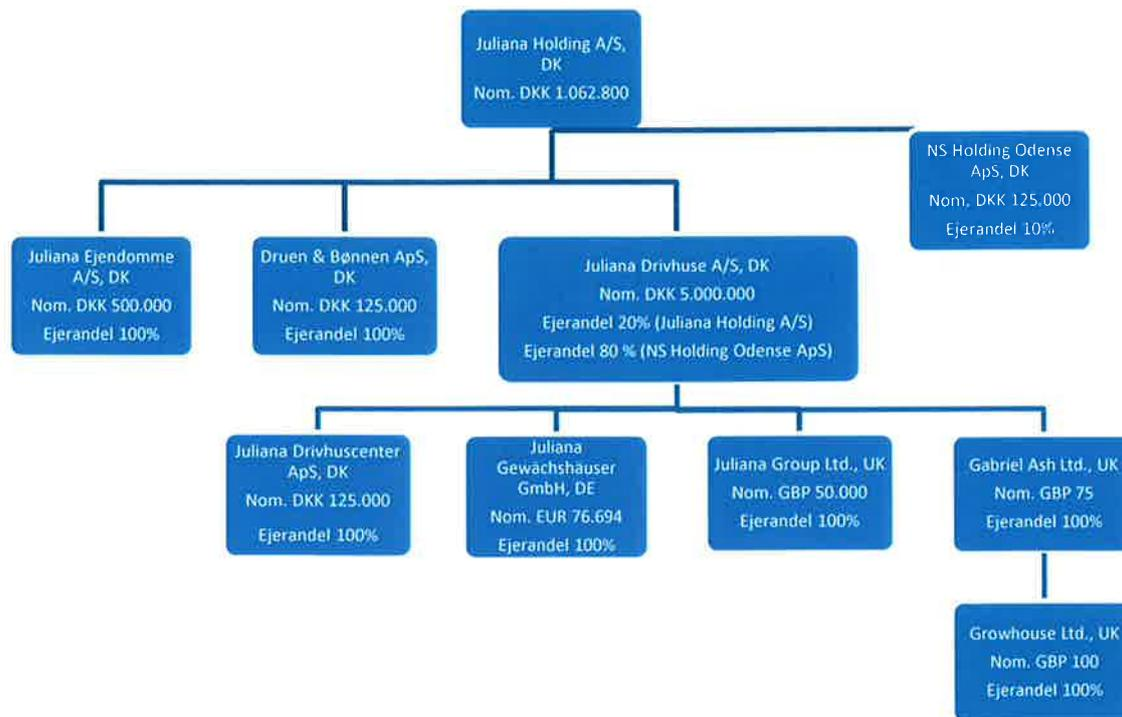 Juliana Holding A/S,
DK
Nom. DKK 1.062.800
NS Holding Odense
ApS, DK
Nom, DKK 125.000
Ejerandel 10%
Juliana Ejendomme
A/S, DK
Nom. DKK 500.000
Ejerandel 100%
Druen & Bønnen ApS,
DK
Nom. DKK 125.000
Ejerandel 100%
Juliana Drivhuse A/S, DK
Nom. DKK 5.000.000
Ejerandel 20% (Juliana Holding A/S)
Ejerandel 80 % (NS Holding Odense ApS)
Juliana Drivhuscenter
ApS, DK
Nom. DKK 125.000
Ejerandel 100%
Juliana
Gewächshäuser
GmbH, DE
Nom. EUR 76.694
Ejerandel 100%
Juliana Group Ltd., UK
Nom. GBP 50.000
Ejerandel 100%
Gabriel Ash Ltd., UK
Nom. GBP 75
Ejerandel 100%
Growhouse Ltd., UK
Nom. GBP 100
Ejerandel 100%